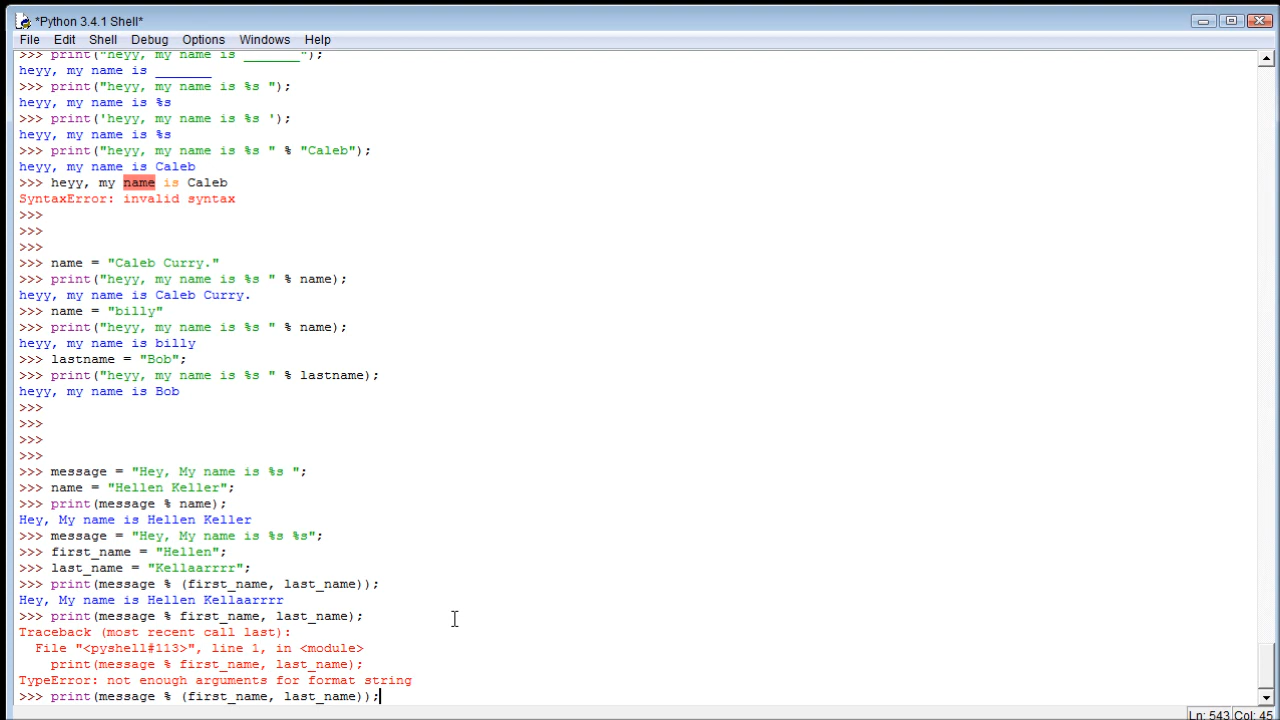 *Python 3.4.1 Shell*
File Edit Shell Debug Options Windows Help
>>> print("heyy, my name is _______");
heyy, my name is _______
>>> print("heyy, my name is %s ");
heyy, my name is %s
>>> print('heyy, my name is %s ');
heyy, my name is %s
>>> print("heyy, my name is %s " % "Caleb");
heyy, my name is Caleb
>>> heyy, my name is Caleb
SyntaxError: invalid syntax
>>>
>>>
>>>
>>> name = "Caleb Curry."
>>> print("heyy, my name is %s " % name);
heyy, my name is Caleb Curry.
>>> name = "billy"
>>> print("heyy, my name is %s " % name);
heyy, my name is billy
>>> lastname = "Bob";
>>> print("heyy, my name is %s " % lastname);
heyy, my name is Bob
>>>
>>>
>>>
>>>
>>> message = "Hey, My name is %s ";
>>> name = "Hellen Keller";
>>> print(message % name);
Hey, My name is Hellen Keller
>>> message = "Hey, My name is %s %s";
>>> first_name = "Hellen";
>>> last_name = "Kellaarrrr";
>>> print(message % (first_name, last_name));
Hey, My name is Hellen Kellaarrrr
>>> print(message % first_name, last_name);
Traceback (most recent call last):
  File "<pyshell#113>", line 1, in <module>
    print(message % first_name, last_name);
TypeError: not enough arguments for format string
>>> print(message % (first_name, last_name));
Ln: 543 Col: 45